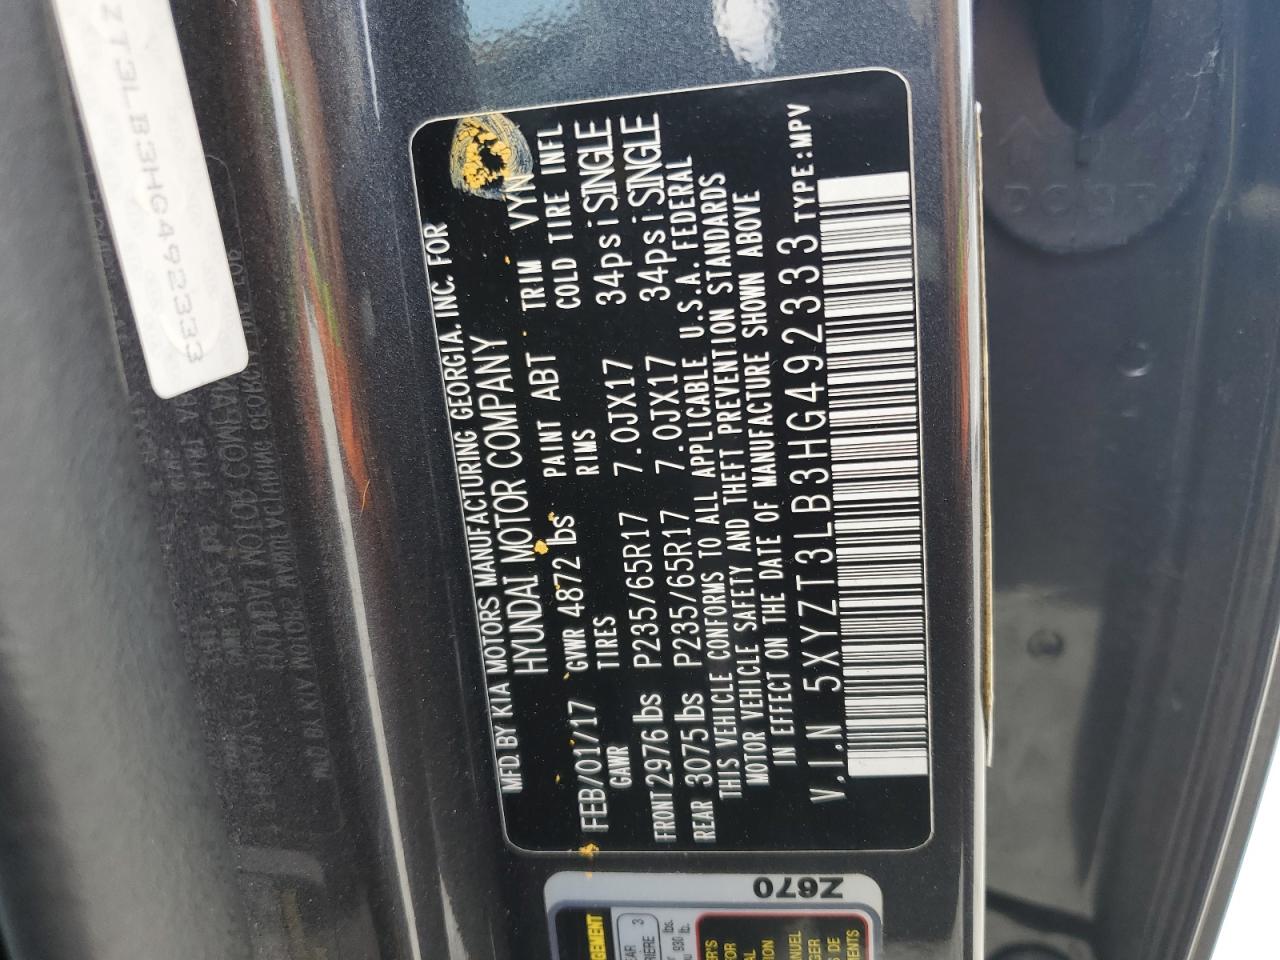 ZT3LB3HG492333
MFD. BY KIA MOTORS MANUFACTURING GEORGIA, INC. FOR
HYUNDAI MOTOR COMPANY
FEB/01/17 GVWR 4872 lbs PAINT ABT TRIM VYN
GAWR TIRES RIMS COLD TIRE INFL
FRONT 2976 lbs P235/65R17 7.0JX17 34psi SINGLE
REAR 3075 lbs P235/65R17 7.0JX17 34psi SINGLE
THIS VEHICLE CONFORMS TO ALL APPLICABLE U.S.A. FEDERAL
MOTOR VEHICLE SAFETY AND THEFT PREVENTION STANDARDS
IN EFFECT ON THE DATE OF MANUFACTURE SHOWN ABOVE
V.I.N 5XYZT3LB3HG492333 TYPE:MPV
Z670
3
930 lb.